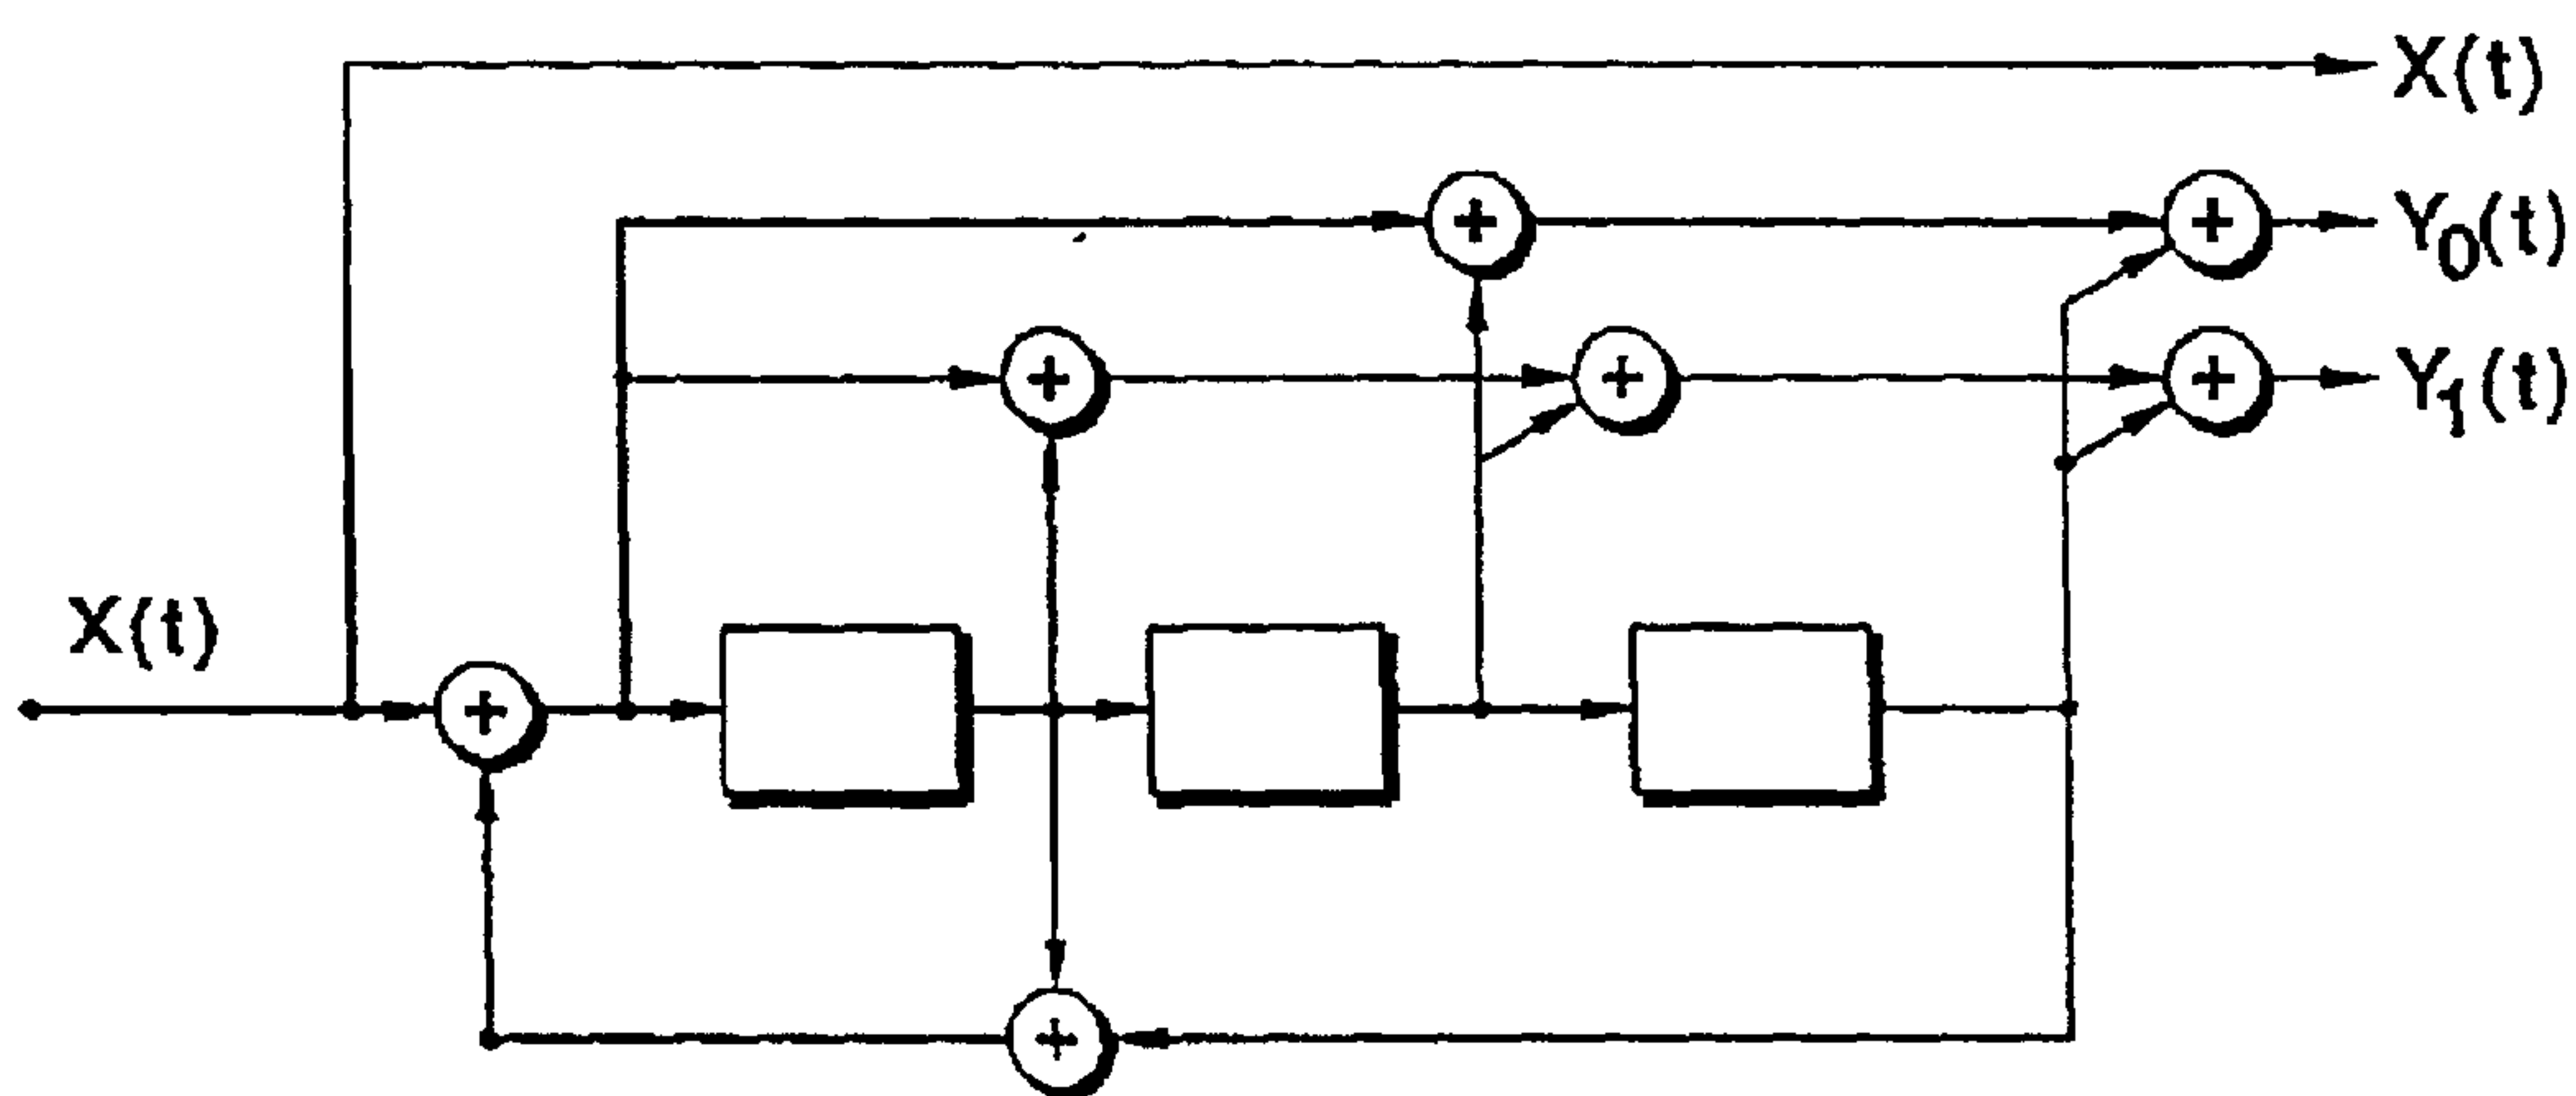 X(t)
Y0(t)
Y1(t)
X(t)
+
+
+
+
+
+
+